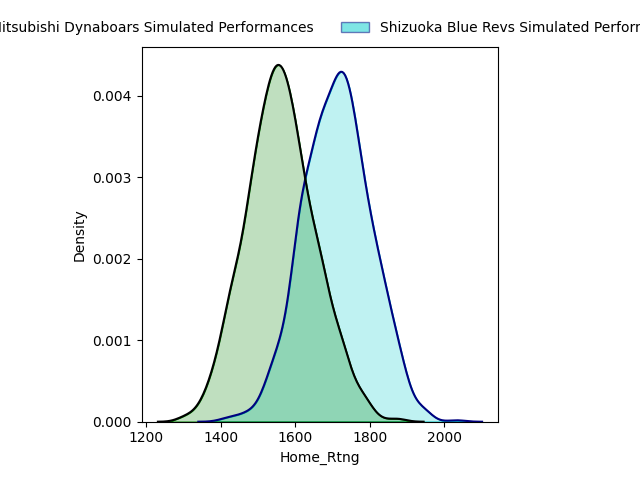 itsubishi Dynaboars Simulated Performances Shizuoka Blue Revs Simulated Perfor
0.004
0.003
0.002
0.001
0.000
Density
1200 1400 1600 1800 2000
Home_Rtng